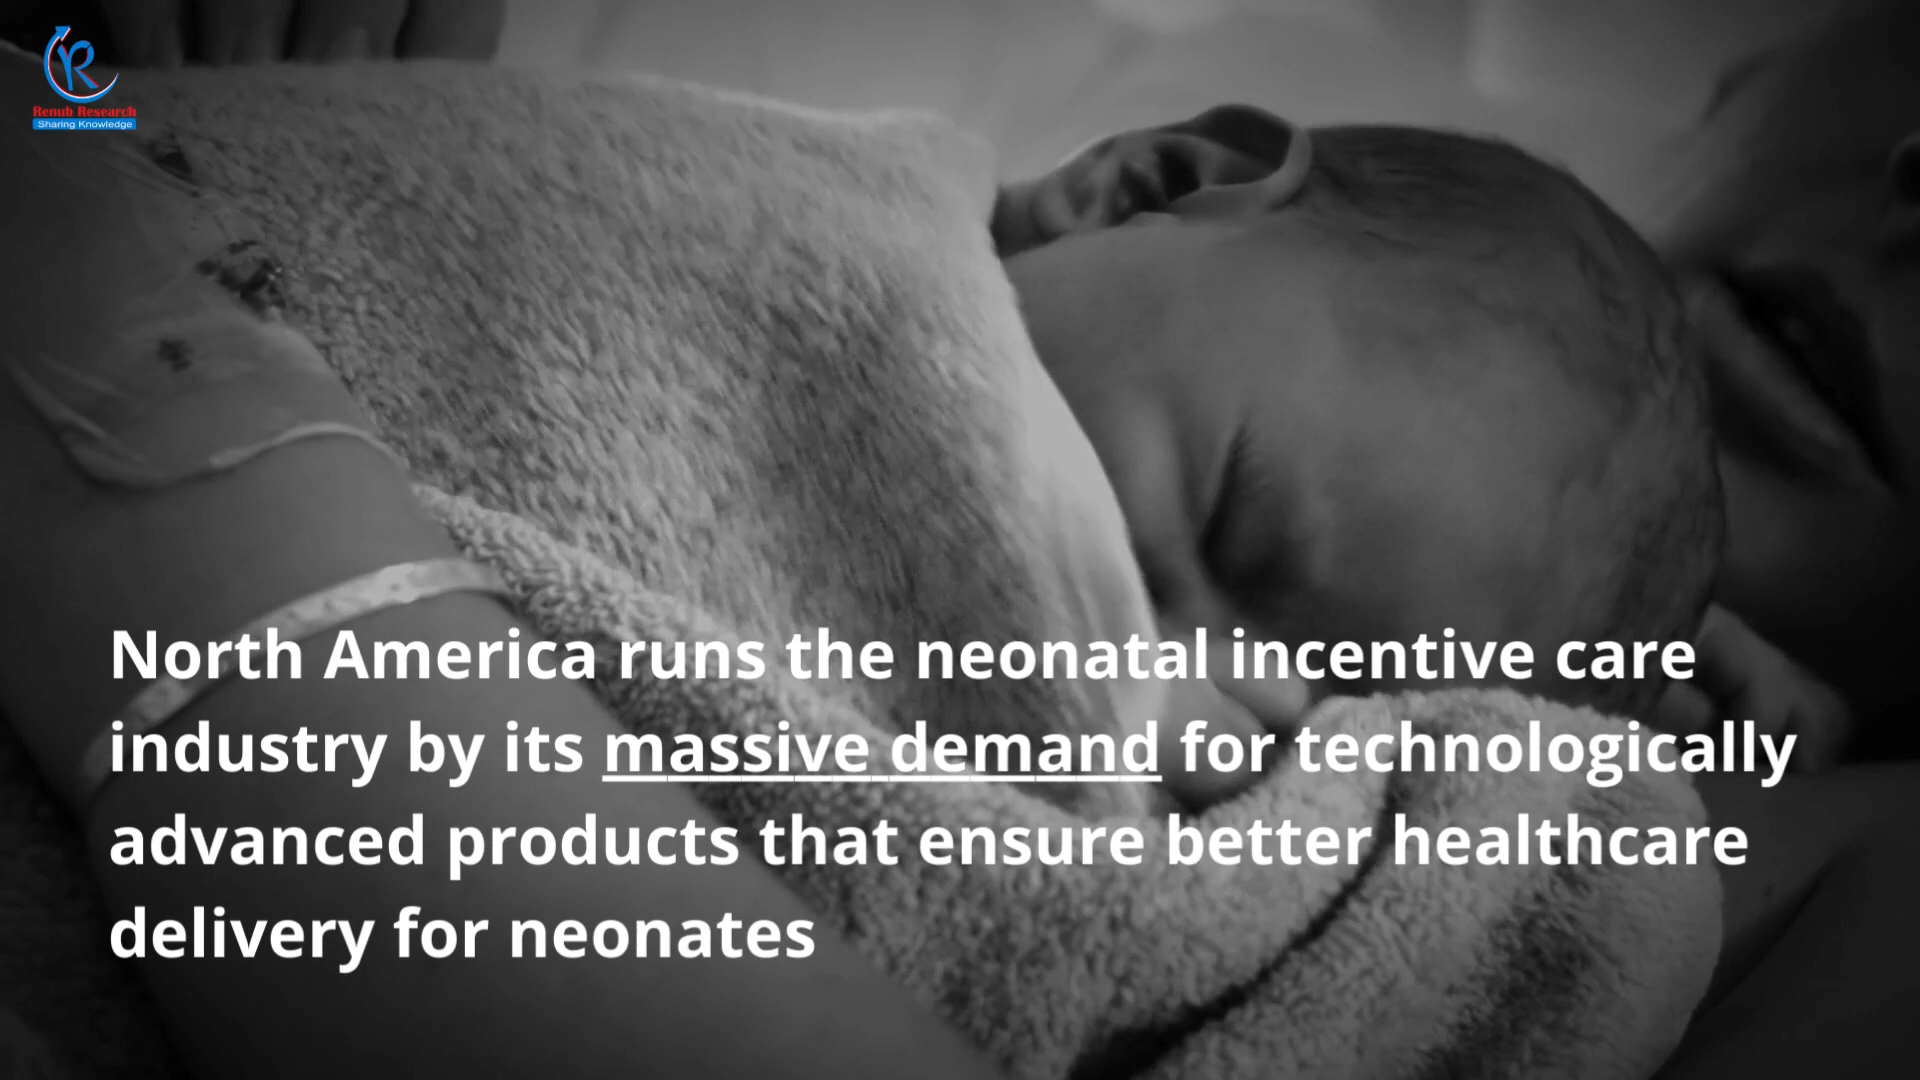 Renub Research
Sharing Knowledge
North America runs the neonatal incentive care
industry by its massive demand for technologically
advanced products that ensure better healthcare
delivery for neonates